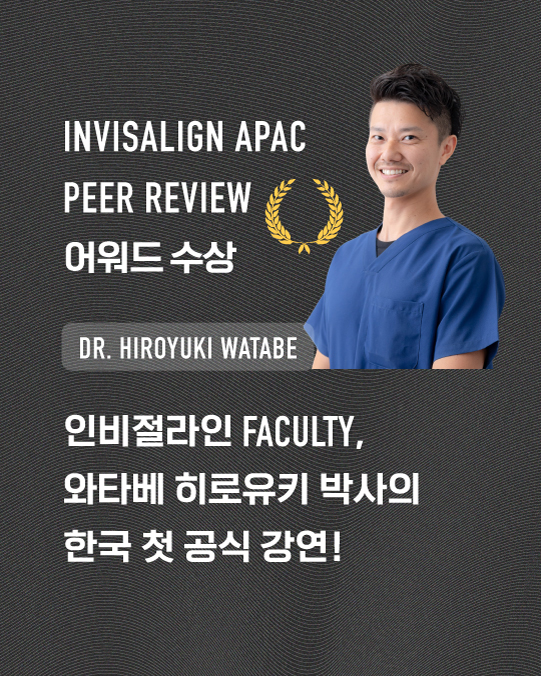 INVISALIGN APAC
PEER REVIEW
어워드 수상
DR. HIROYUKI WATABE
인비절라인 FACULTY,
와타베 히로유키 박사의
한국 첫 공식 강연!